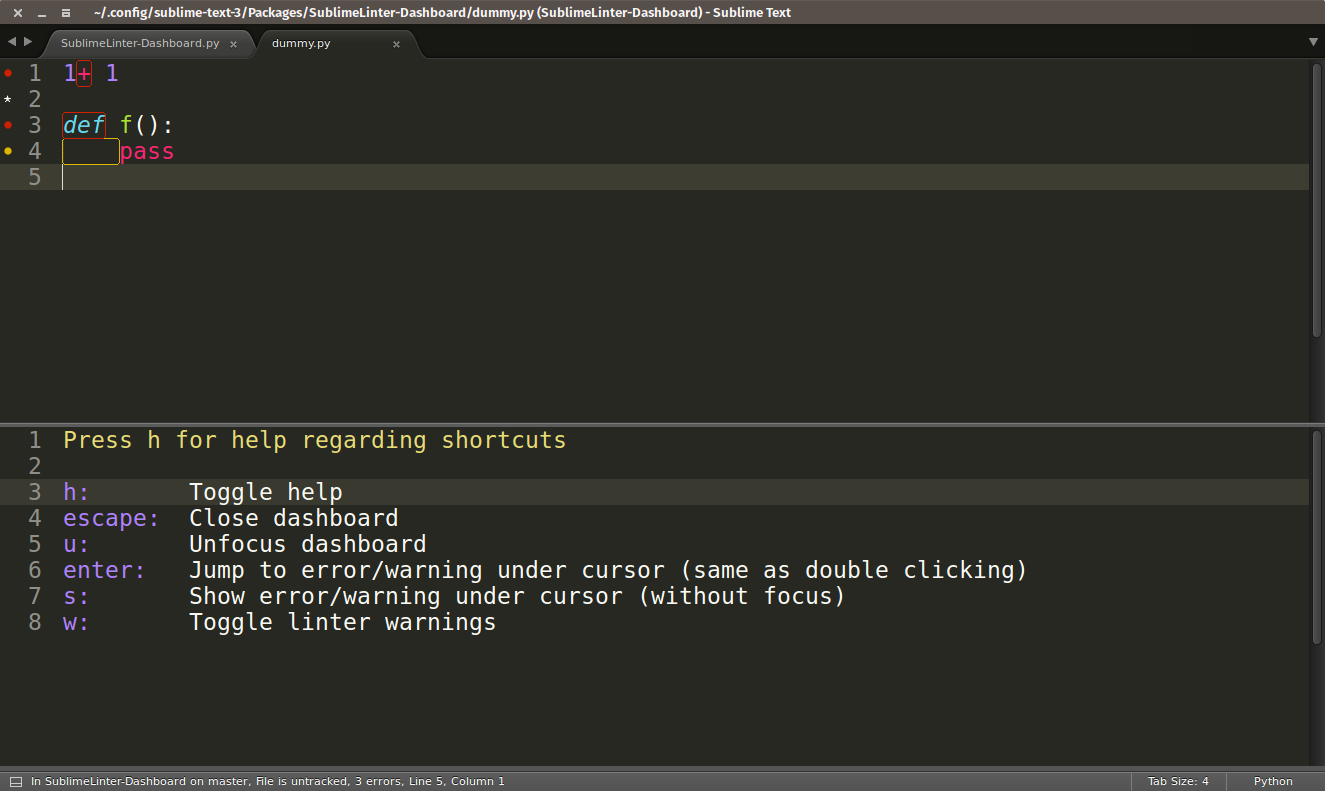 ~/.config/sublime-text-3/Packages/SublimeLinter-Dashboard/dummy.py (SublimeLinter-Dashboard) - Sublime Text
SublimeLinter-Dashboard.py × dummy.py ×
1 1+ 1
* 2
3 def f():
4     pass
5
1 Press h for help regarding shortcuts
2
3 h:       Toggle help
4 escape:  Close dashboard
5 u:       Unfocus dashboard
6 enter:   Jump to error/warning under cursor (same as double clicking)
7 s:       Show error/warning under cursor (without focus)
8 w:       Toggle linter warnings
In SublimeLinter-Dashboard on master, File is untracked, 3 errors, Line 5, Column 1 Tab Size: 4 Python